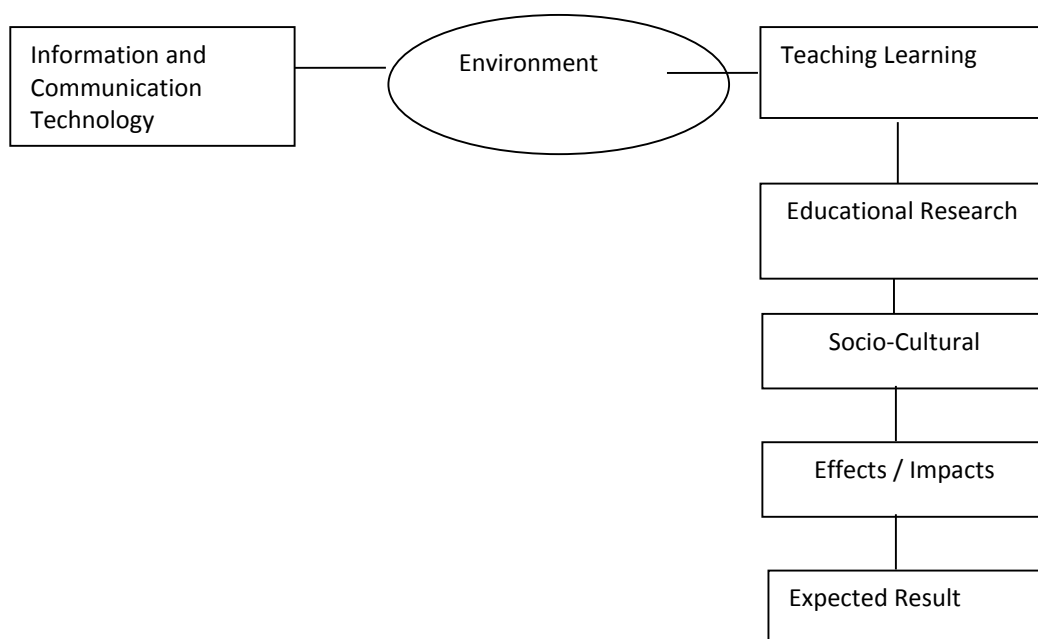 Information and
Communication
Technology
Environment
Teaching Learning
Educational Research
Socio-Cultural
Effects / Impacts
Expected Result